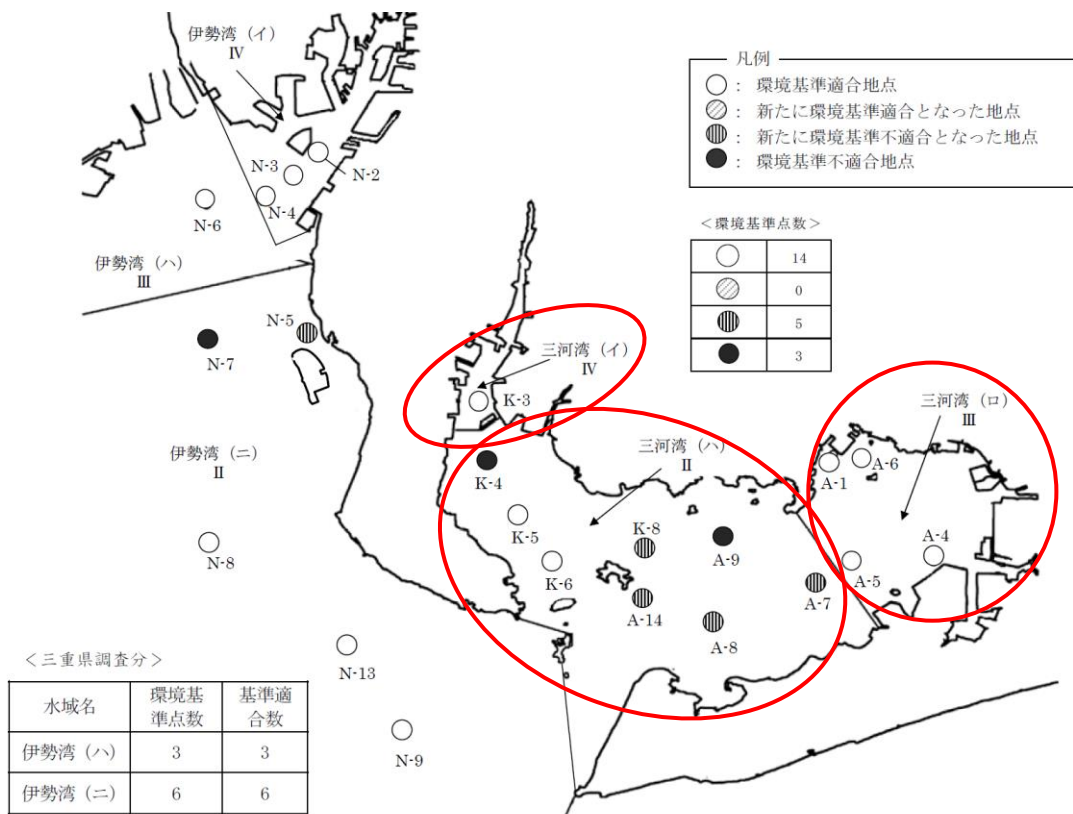 伊勢湾（イ）
Ⅳ
凡例
： 環境基準適合地点
： 新たに環境基準適合となった地点
： 新たに環境基準不適合となった地点
： 環境基準不適合地点
N-3
N-2
N-4
N-6
＜環境基準点数＞
14
0
5
3
伊勢湾（ハ）
Ⅲ
N-5
N-7
三河湾（イ）
Ⅳ
K-3
三河湾（ロ）
Ⅲ
伊勢湾（ニ）
Ⅱ
三河湾（ハ）
Ⅱ
K-4
A-1
A-6
K-5
K-8
A-9
A-4
N-8
K-6
A-5
A-7
A-14
A-8
N-13
N-9
＜三重県調査分＞
水域名
環境基準点数
基準適合数
伊勢湾（ハ） 3 3
伊勢湾（ニ） 6 6